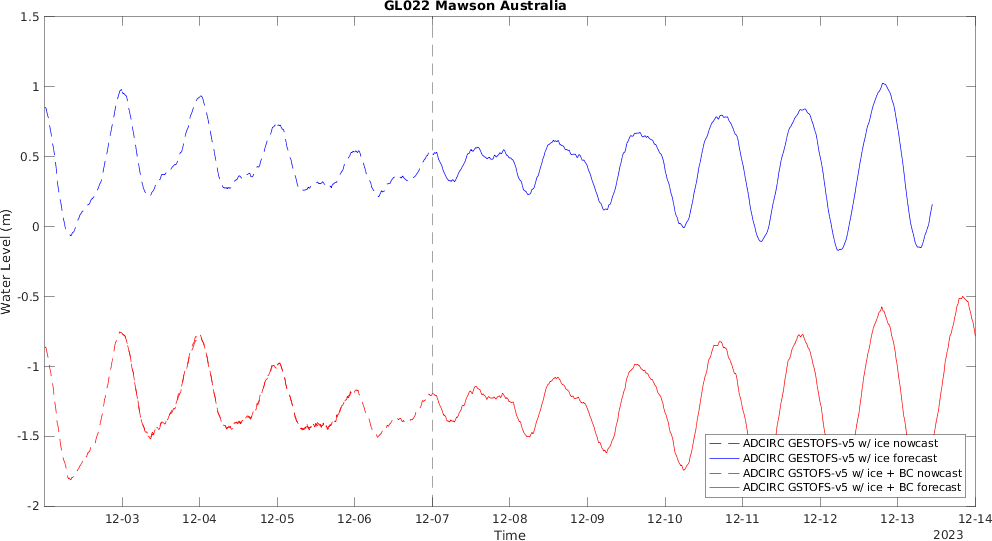 GL022 Mawson Australia
1.5
1
0.5
0
-0.5
-1
-1.5
-2
Water Level (m)
ADCIRC GESTOFS-v5 w/ ice nowcast
ADCIRC GESTOFS-v5 w/ ice forecast
ADCIRC GSTOFS-v5 w/ ice + BC nowcast
ADCIRC GSTOFS-v5 w/ ice + BC forecast
12-03 12-04 12-05 12-06 12-07 12-08 12-09 12-10 12-11 12-12 12-13 12-14
Time
2023